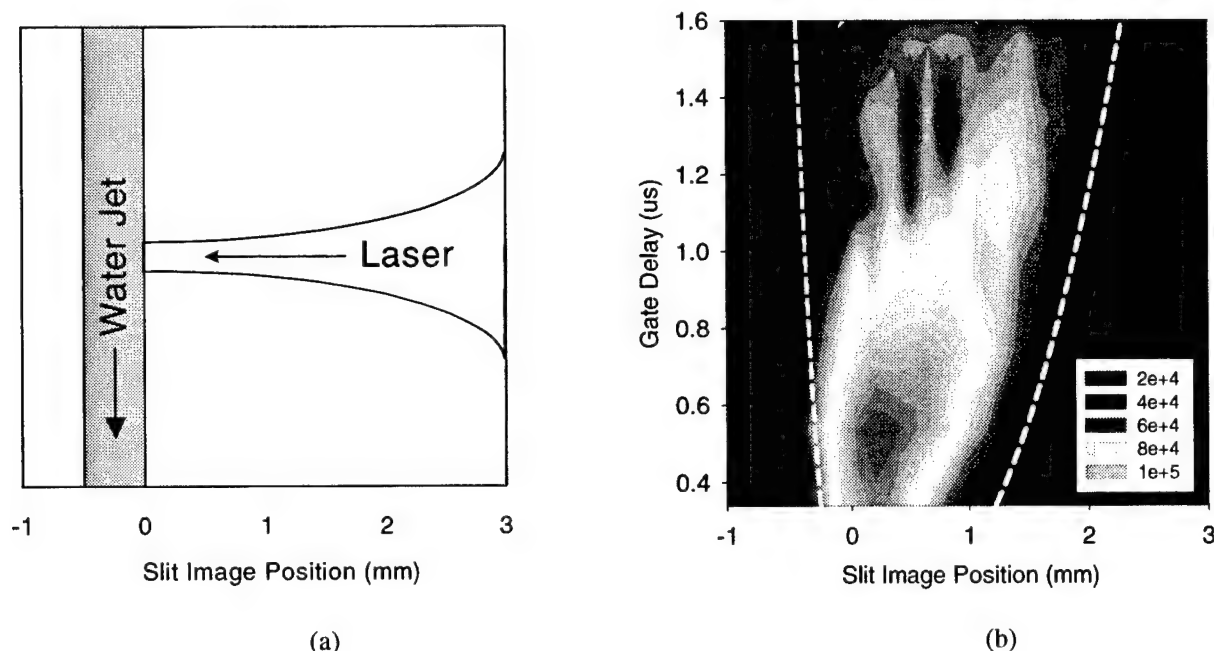 Water Jet
Laser
-1 0 1 2 3
Slit Image Position (mm)
(a)
1.6
1.4
1.2
1.0
0.8
0.6
0.4
Gate Delay (us)
2e+4
4e+4
6e+4
8e+4
1e+5
-1 0 1 2 3
Slit Image Position (mm)
(b)